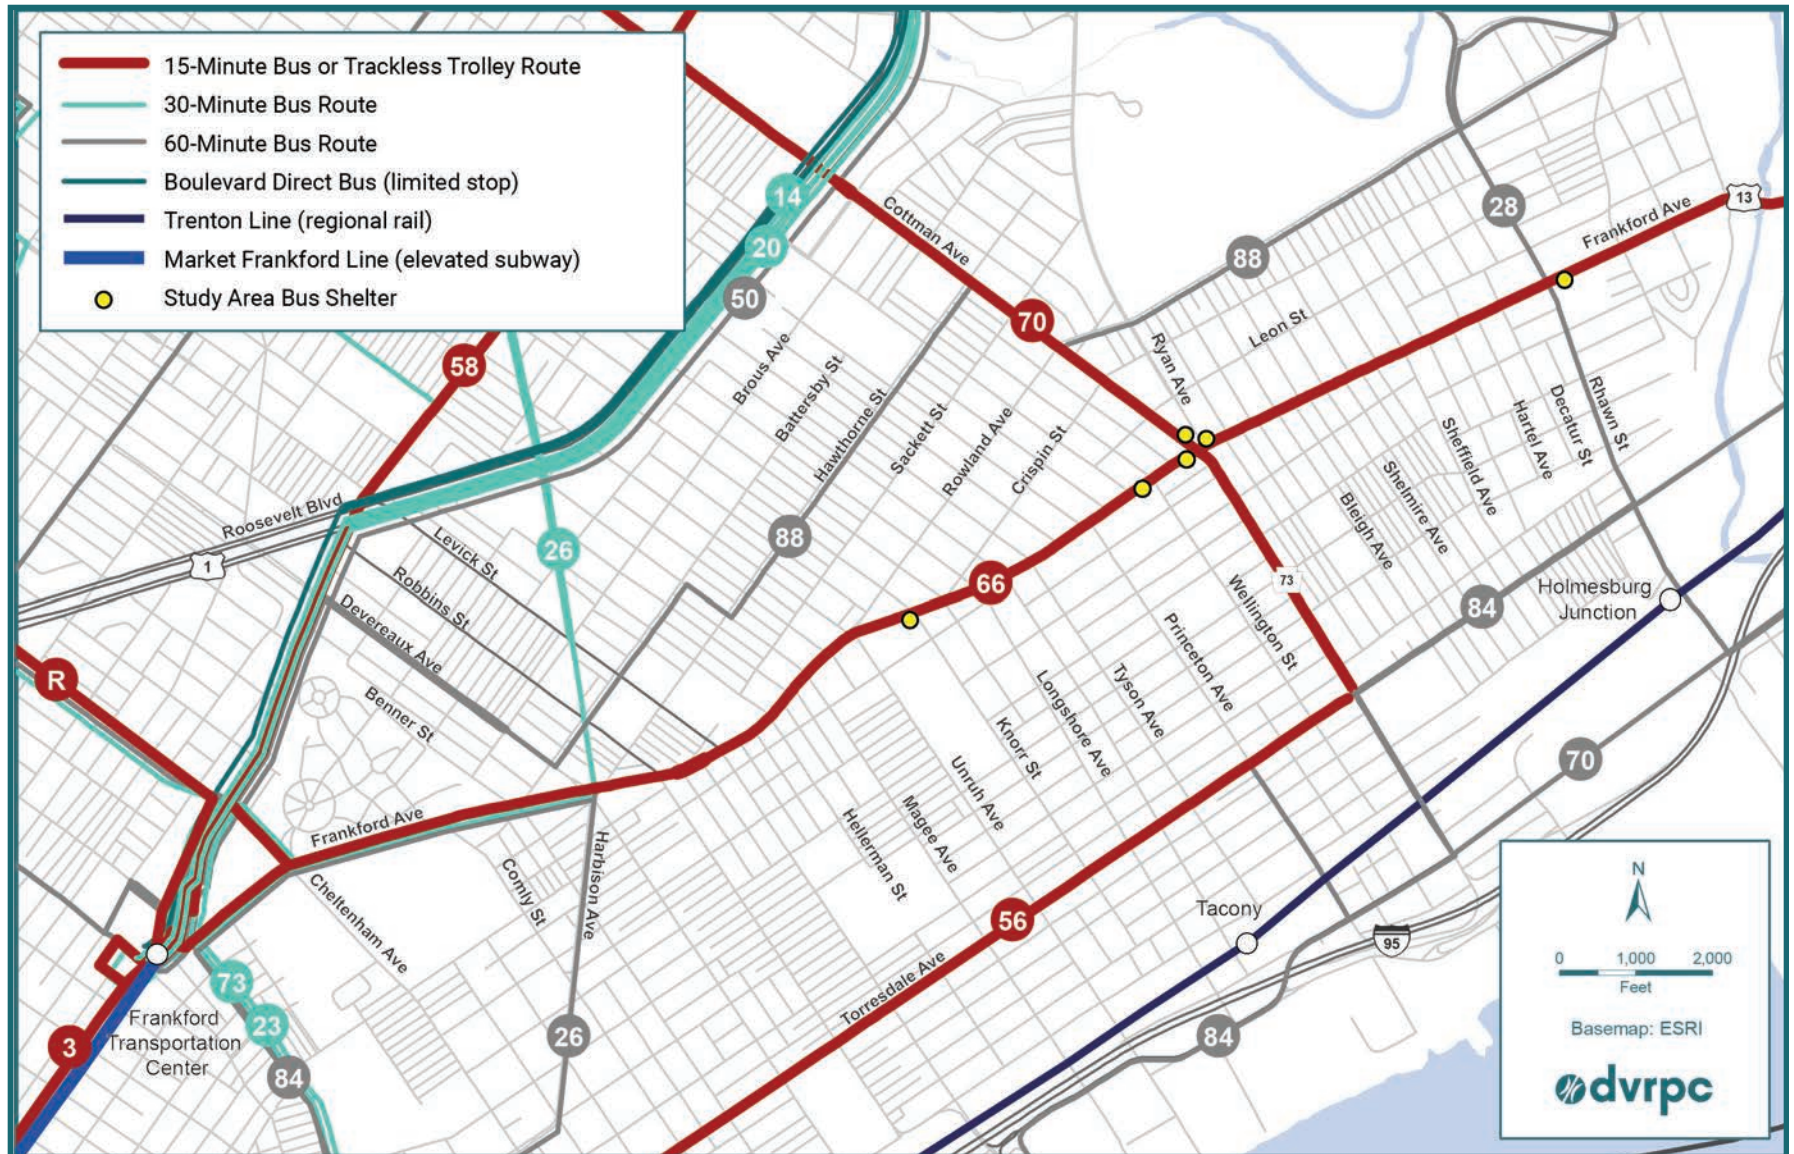 15-Minute Bus or Trackless Trolley Route
30-Minute Bus Route
60-Minute Bus Route
Boulevard Direct Bus (limited stop)
Trenton Line (regional rail)
Market Frankford Line (elevated subway)
Study Area Bus Shelter
14
20
50
58
26
88
70
88
28
13
Cottman Ave
Frankford Ave
Leon St
Ryan Ave
Brous Ave
Battersby St
Hawthorne St
Sackett St
Rowland Ave
Crispin St
Rhawn St
Decatur St
Hartel Ave
Sheffield Ave
Shelmire Ave
Bleigh Ave
Roosevelt Blvd
1
Levick St
Robbins St
Devereaux Ave
Benner St
66
73
84
Holmesburg
Junction
Wellington St
Princeton Ave
Tyson Ave
Longshore Ave
Knorr St
Unruh Ave
Magee Ave
Hellerman St
R
Frankford Ave
Harbison Ave
Comly St
Cheltenham Ave
70
56
Torresdale Ave
Tacony
95
84
26
73
23
84
3
Frankford
Transportation
Center
N
0 1,000 2,000
Feet
Basemap: ESRI
dvrpc